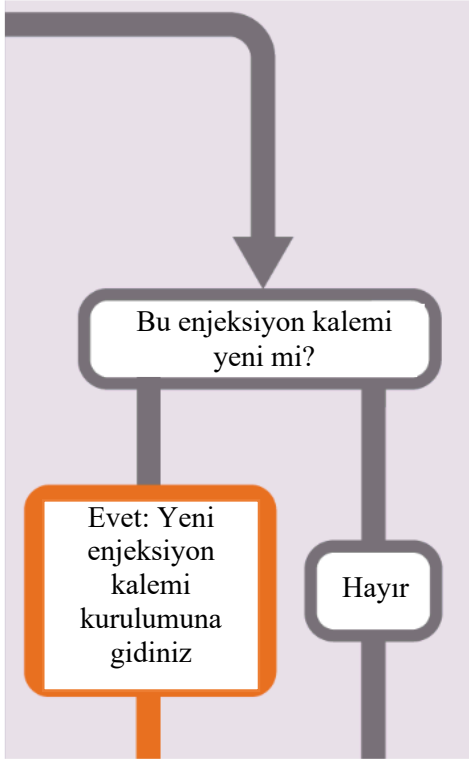 Bu enjeksiyon kalemi
yeni mi?
Evet: Yeni
enjeksiyon
kalemi
kurulumuna
gidiniz
Hayır